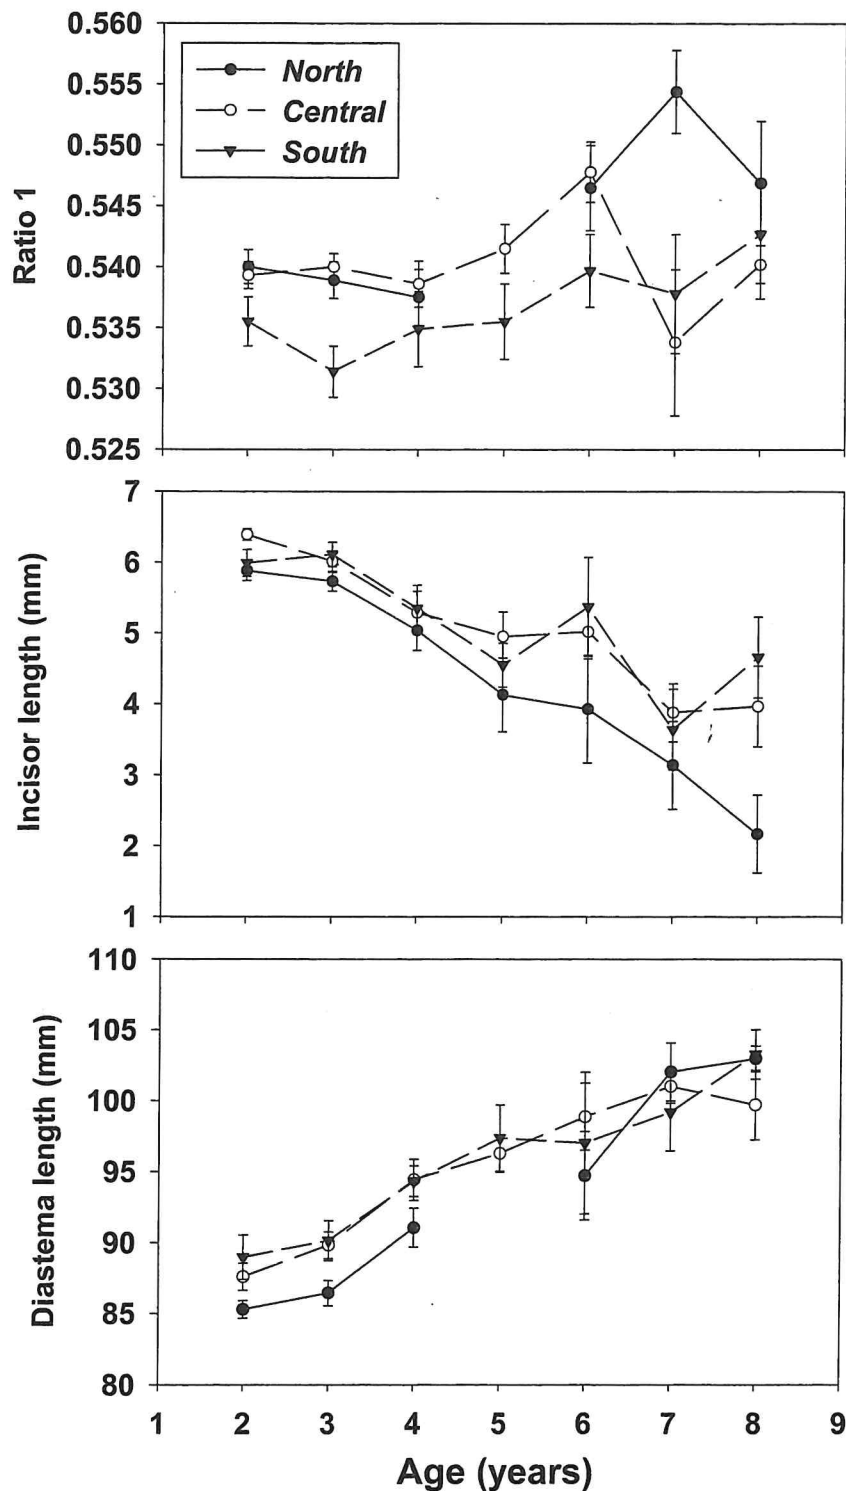 0.560
0.555
0.550
0.545
0.540
0.535
0.530
0.525
Ratio 1
North
Central
South
7
6
5
4
3
2
1
Incisor length (mm)
110
105
100
95
90
85
80
Diastema length (mm)
1 2 3 4 5 6 7 8 9
Age (years)